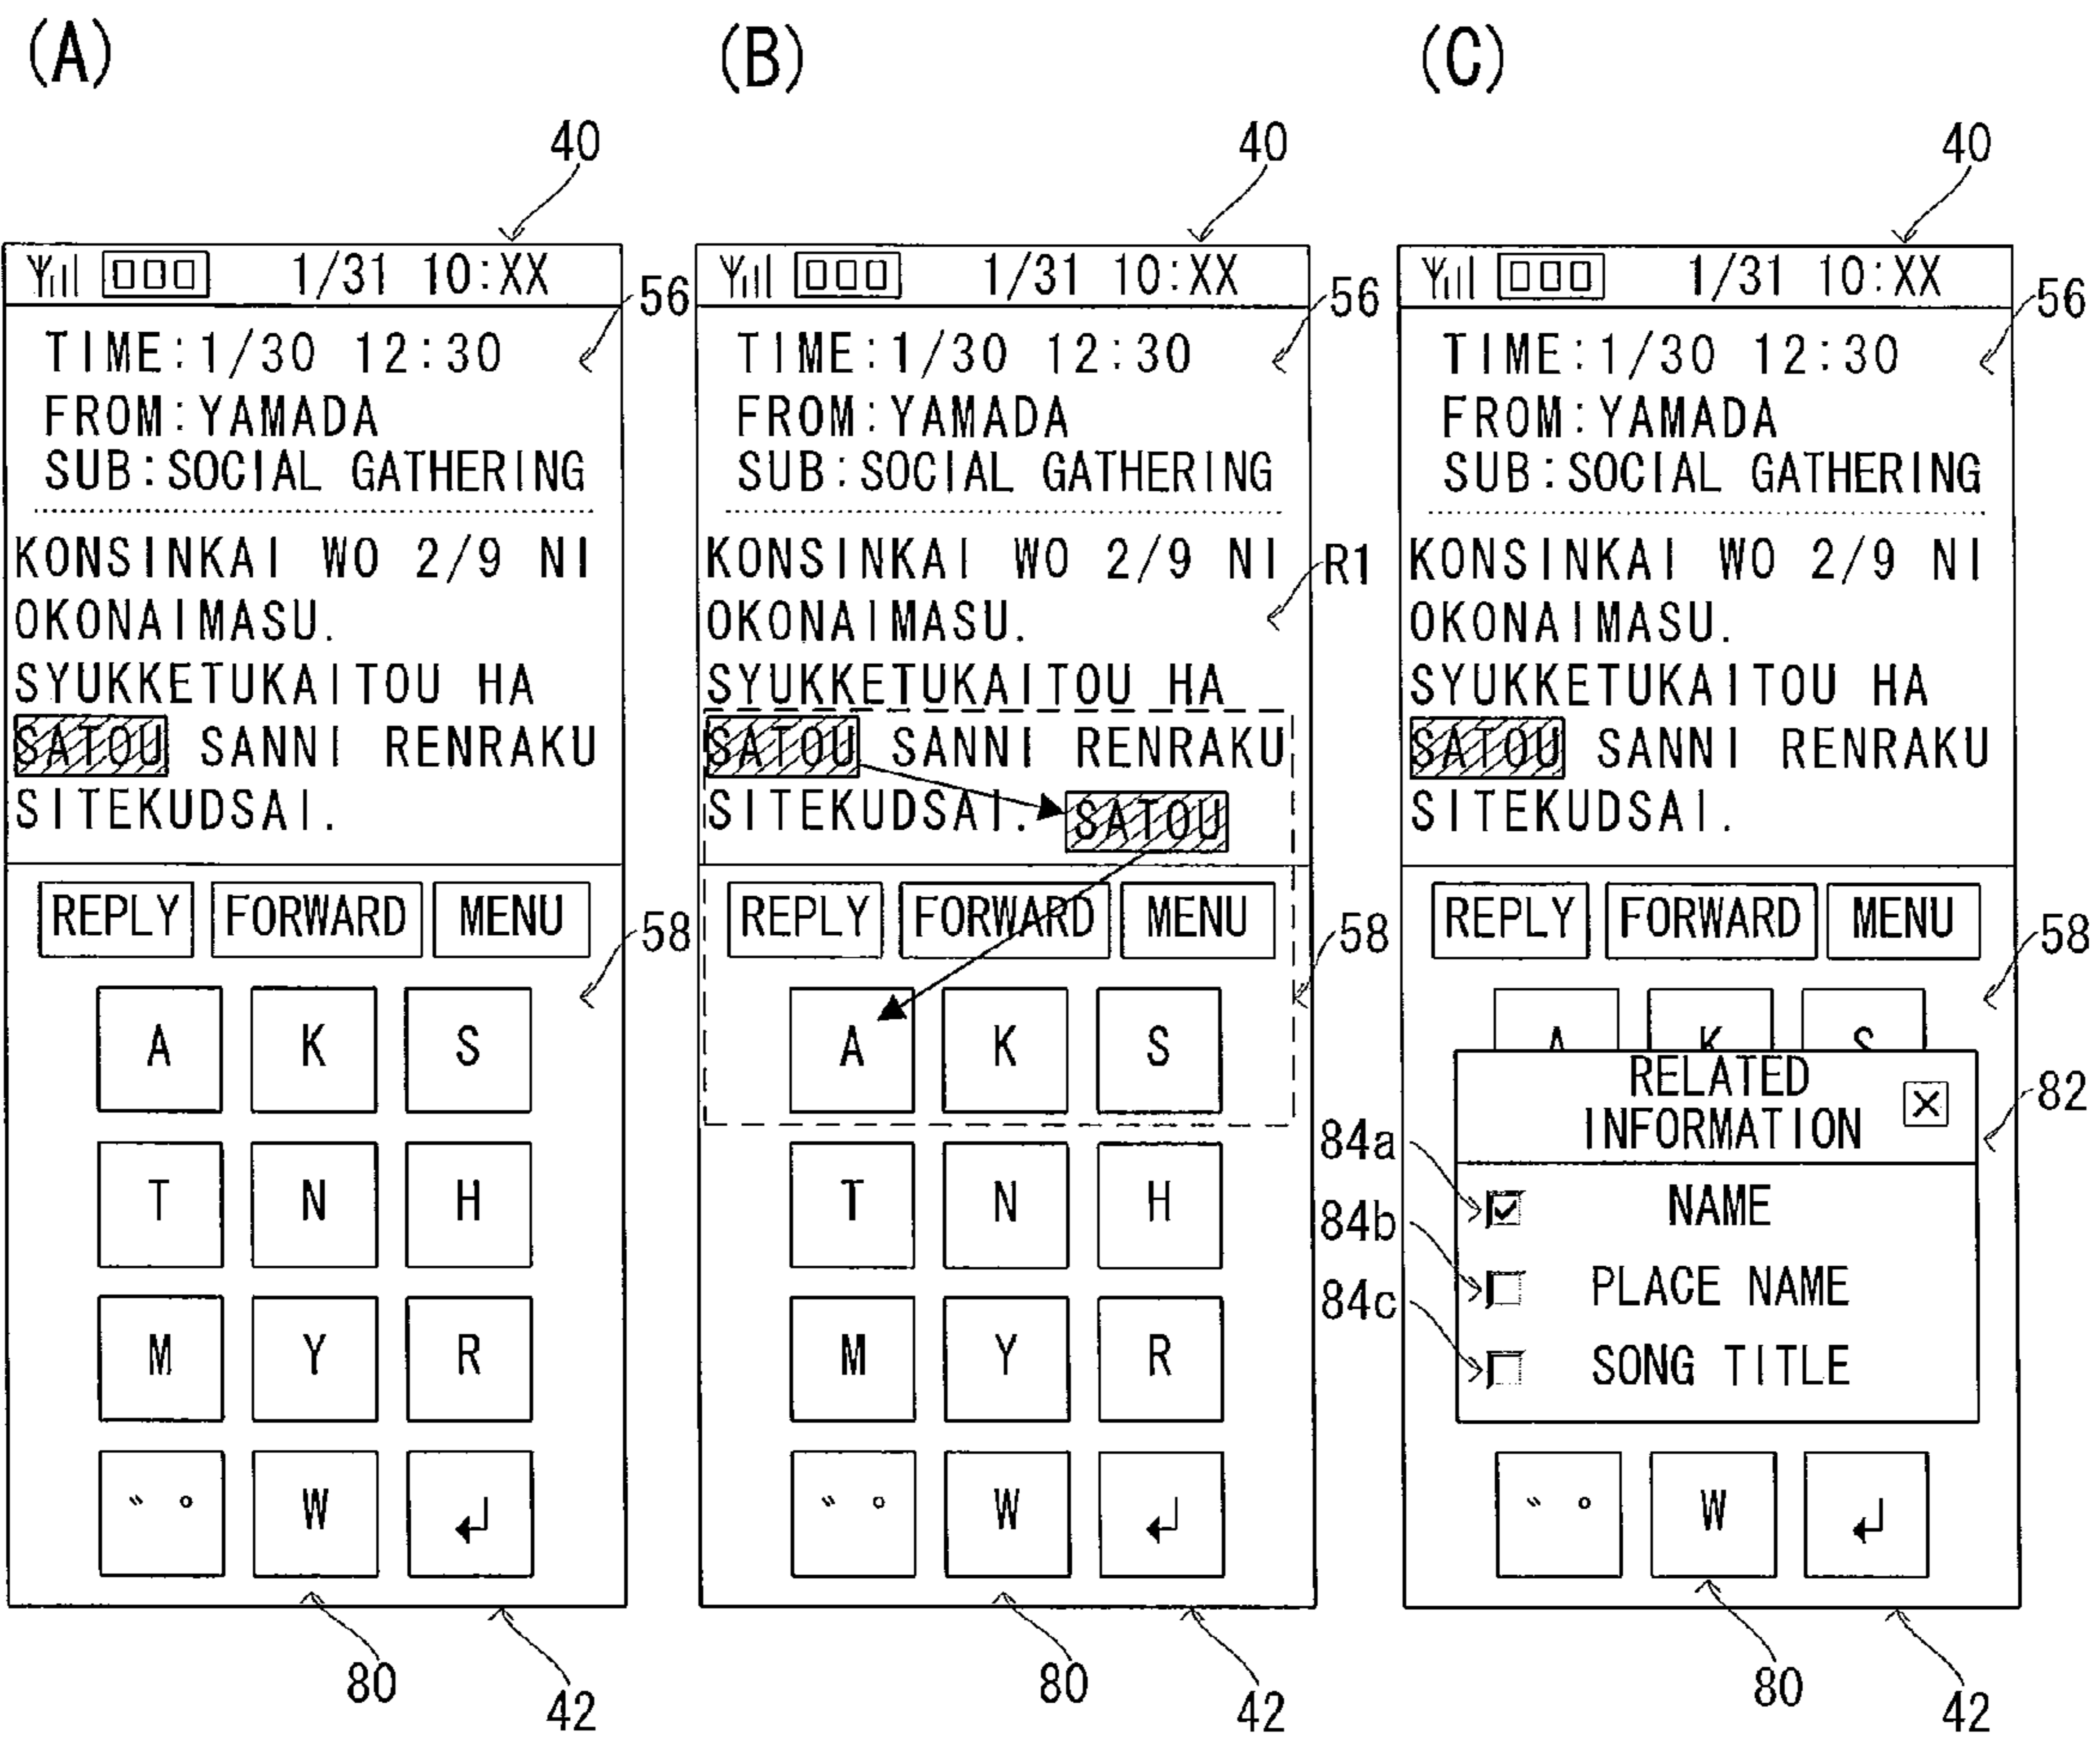 (A)
40
1/31 10:XX
56
TIME:1/30 12:30
FROM:YAMADA
SUB:SOCIAL GATHERING
KONSINKAI WO 2/9 NI
OKONAIMASU.
SYUKKETUKAITOU HA
SATOU SANNI RENRAKU
SITEKUDSAI.
REPLY FORWARD MENU
58
A K S
T N H
M Y R
" ° W ↵
80
42
(B)
40
1/31 10:XX
56
TIME:1/30 12:30
FROM:YAMADA
SUB:SOCIAL GATHERING
KONSINKAI WO 2/9 NI
R1
OKONAIMASU.
SYUKKETUKAITOU HA
SATOU SANNI RENRAKU
SITEKUDSAI. SATOU
REPLY FORWARD MENU
58
A K S
T N H
M Y R
" ° W ↵
80
42
(C)
40
1/31 10:XX
56
TIME:1/30 12:30
FROM:YAMADA
SUB:SOCIAL GATHERING
KONSINKAI WO 2/9 NI
OKONAIMASU.
SYUKKETUKAITOU HA
SATOU SANNI RENRAKU
SITEKUDSAI.
REPLY FORWARD MENU
58
A K S
RELATED
INFORMATION
82
84a
NAME
84b
PLACE NAME
84c
SONG TITLE
" ° W ↵
80
42